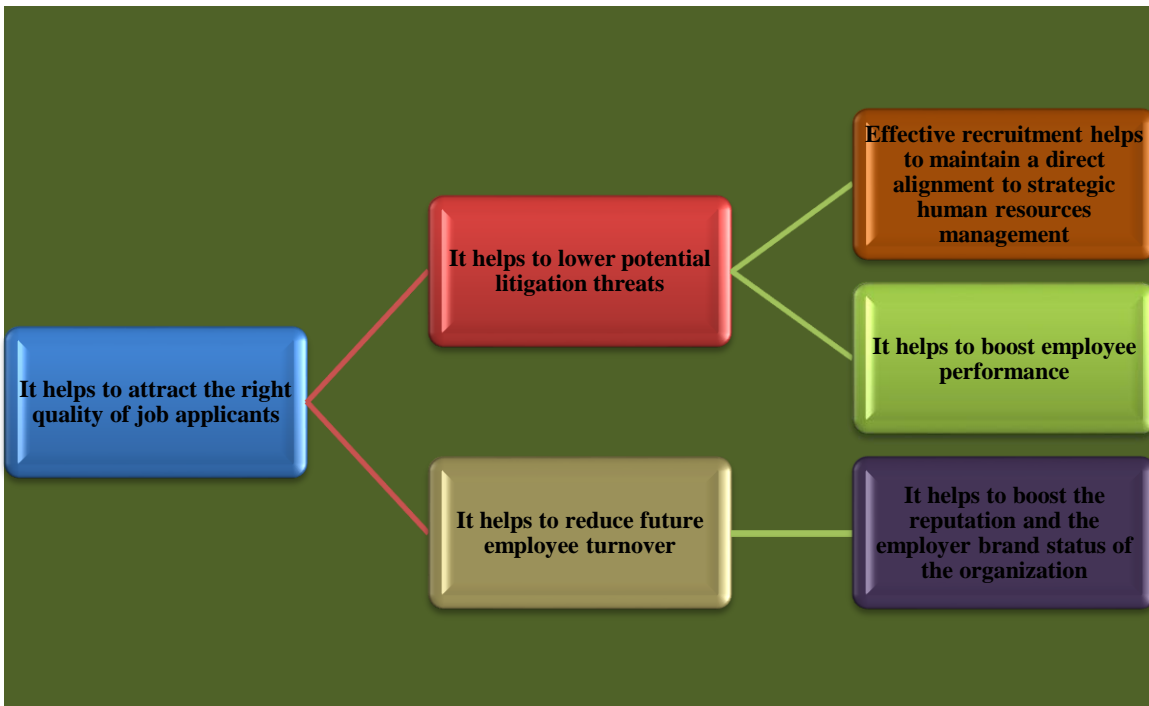 It helps to attract the right
quality of job applicants
It helps to lower potential
litigation threats
It helps to reduce future
employee turnover
Effective recruitment helps
to maintain a direct
alignment to strategic
human resources
management
It helps to boost employee
performance
It helps to boost the
reputation and the
employer brand status of
the organization